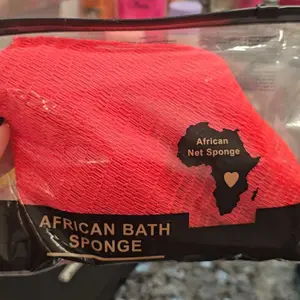 African
Net Sponge
AFRICAN BATH
SPONGE